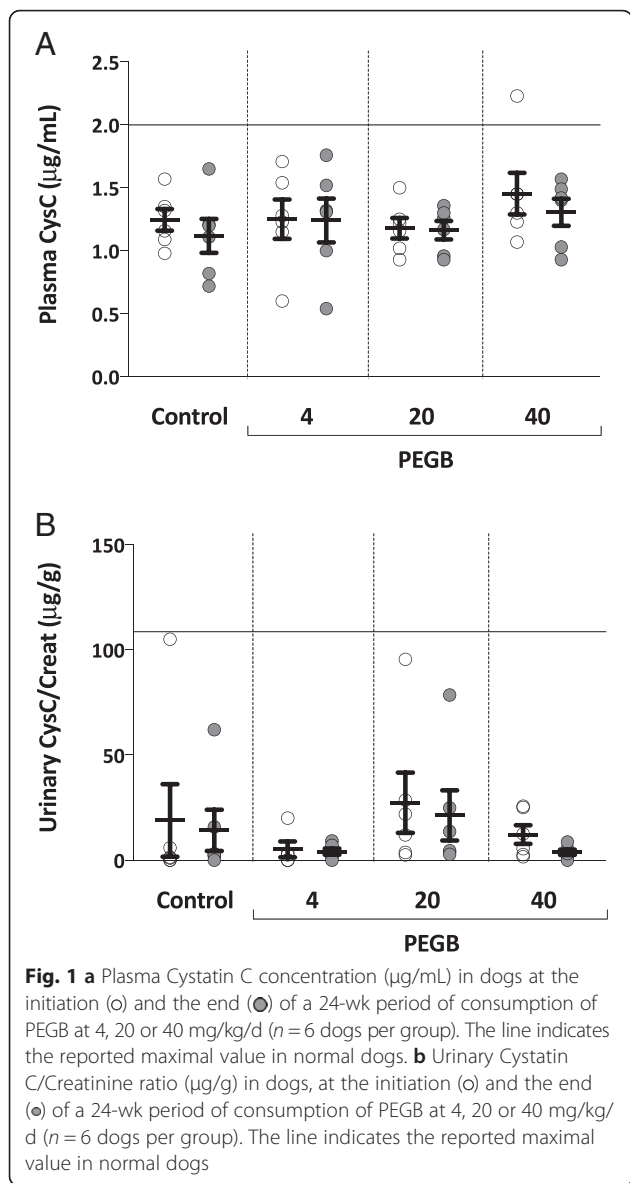 A
2.5
2.0
1.5
1.0
0.5
0.0
Plasma CysC (µg/mL)
Control 4 20 40
PEGB
B
150
100
50
0
Urinary CysC/Creat (µg/g)
Control 4 20 40
PEGB
Fig. 1 a Plasma Cystatin C concentration (µg/mL) in dogs at the
initiation (○) and the end (●) of a 24-wk period of consumption of
PEGB at 4, 20 or 40 mg/kg/d (n = 6 dogs per group). The line indicates
the reported maximal value in normal dogs. b Urinary Cystatin
C/Creatinine ratio (µg/g) in dogs, at the initiation (○) and the end
(●) of a 24-wk period of consumption of PEGB at 4, 20 or 40 mg/kg/
d (n = 6 dogs per group). The line indicates the reported maximal
value in normal dogs